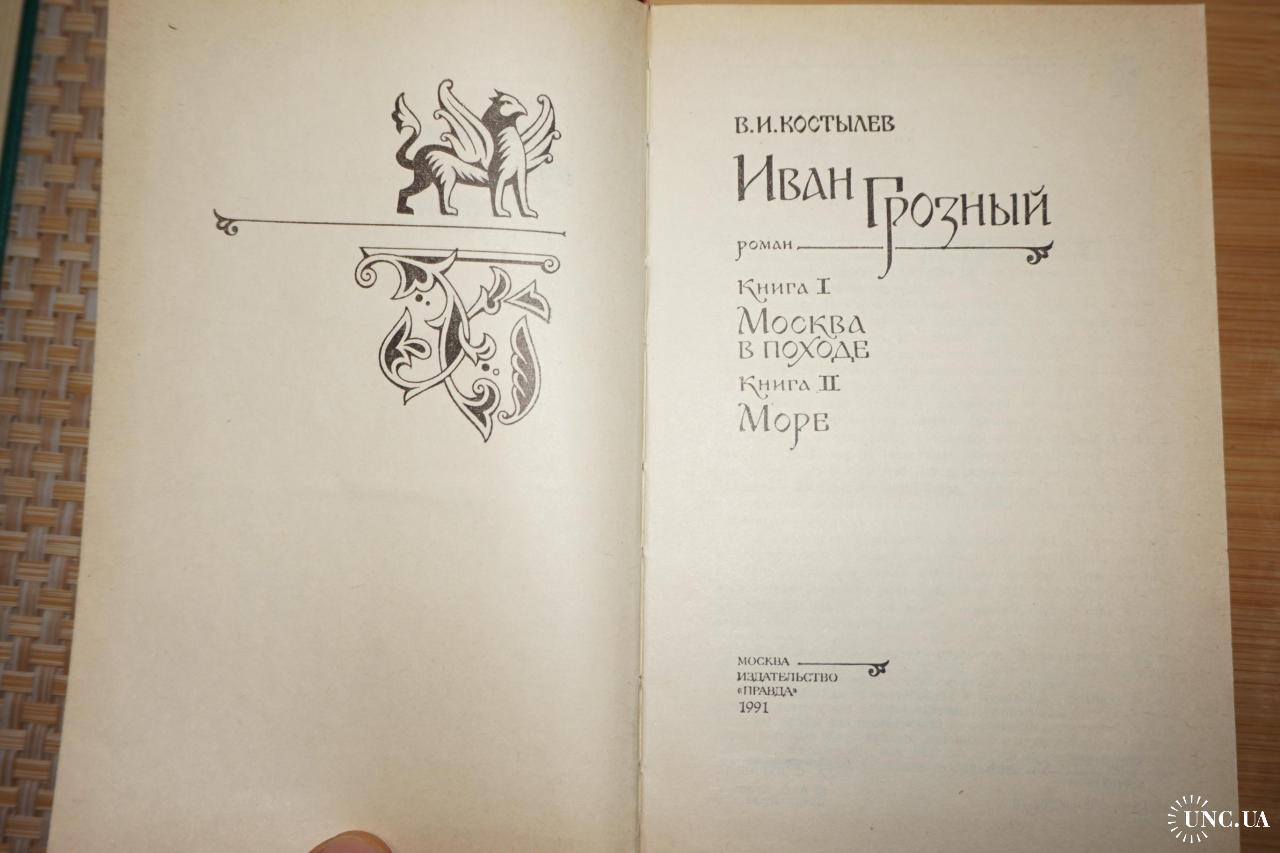 В.И.КОСТЫЛЕВ
ИВАН ГРОЗНЫЙ
роман
Книга I
МОСКВА
В ПОХОДЕ
Книга II
МОРЕ
МОСКВА
ИЗДАТЕЛЬСТВО
«ПРАВДА»
1991
UNC.UA